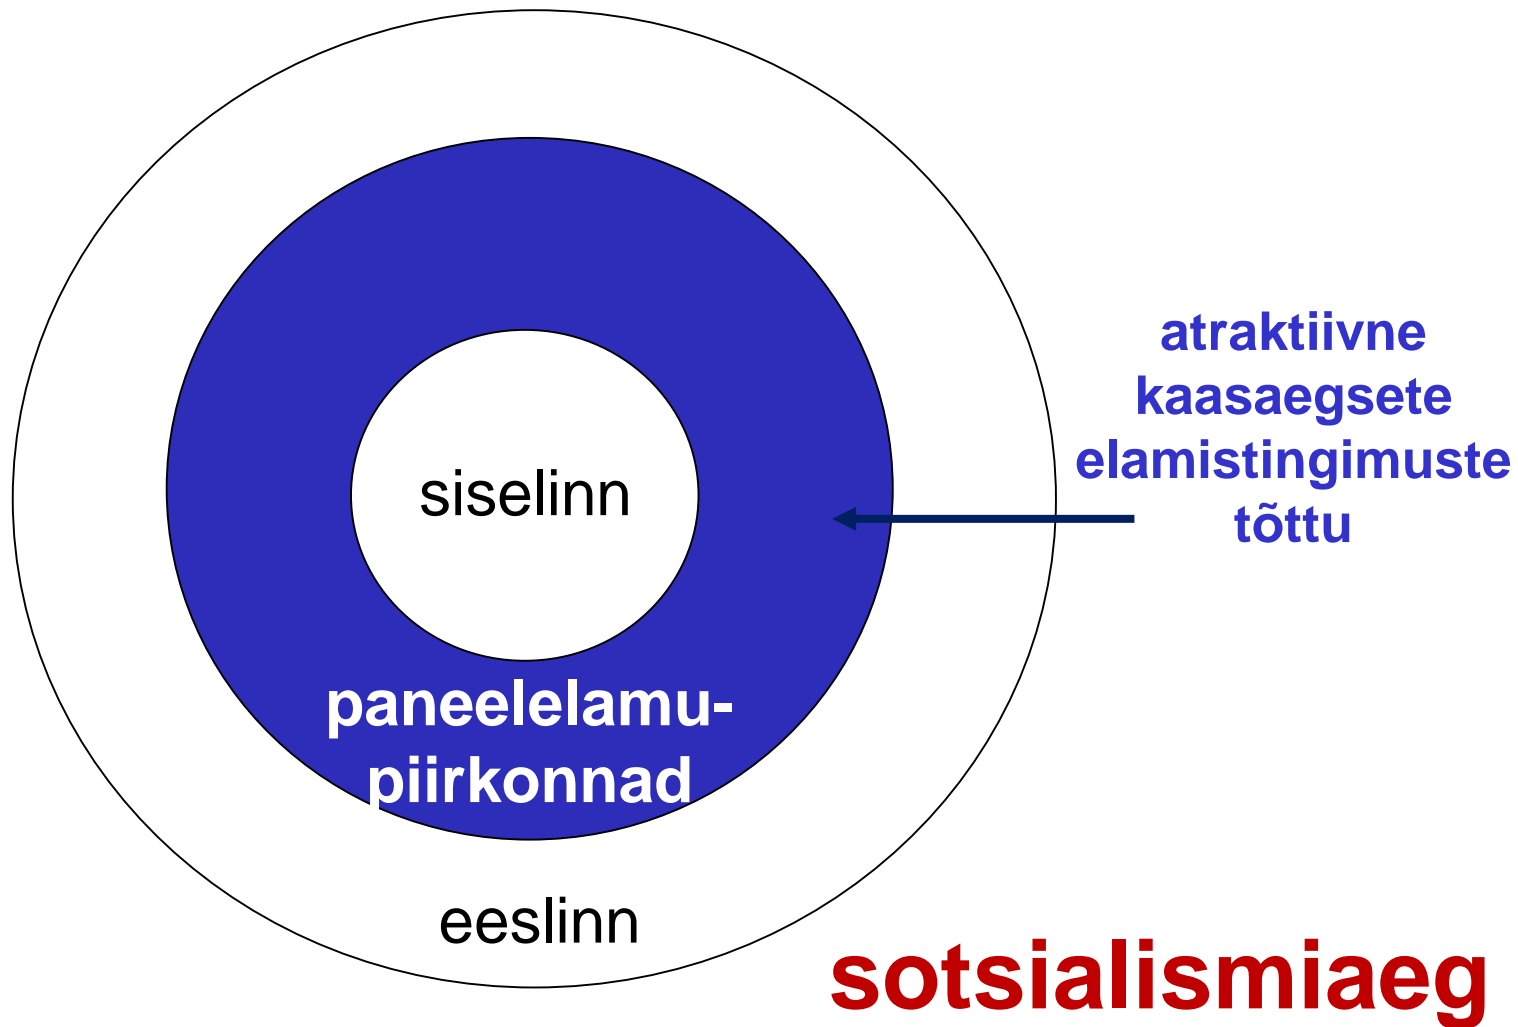 atraktiivne
kaasaegsete
elamistingimuste
tõttu
siselinn
paneelelamu-
piirkonnad
eeslinn
sotsialismiaeg